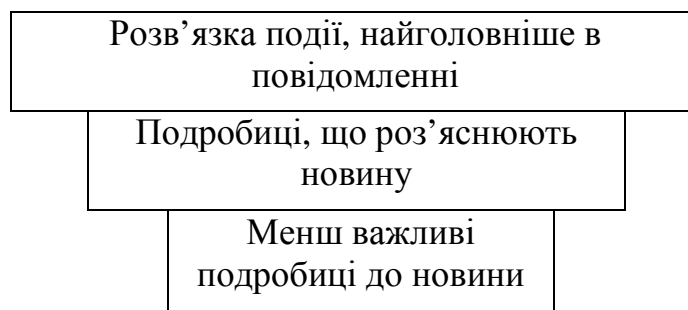 Розв’язка події, найголовніше в
повідомленні
Подробиці, що роз’яснюють
новину
Менш важливі
подробиці до новини